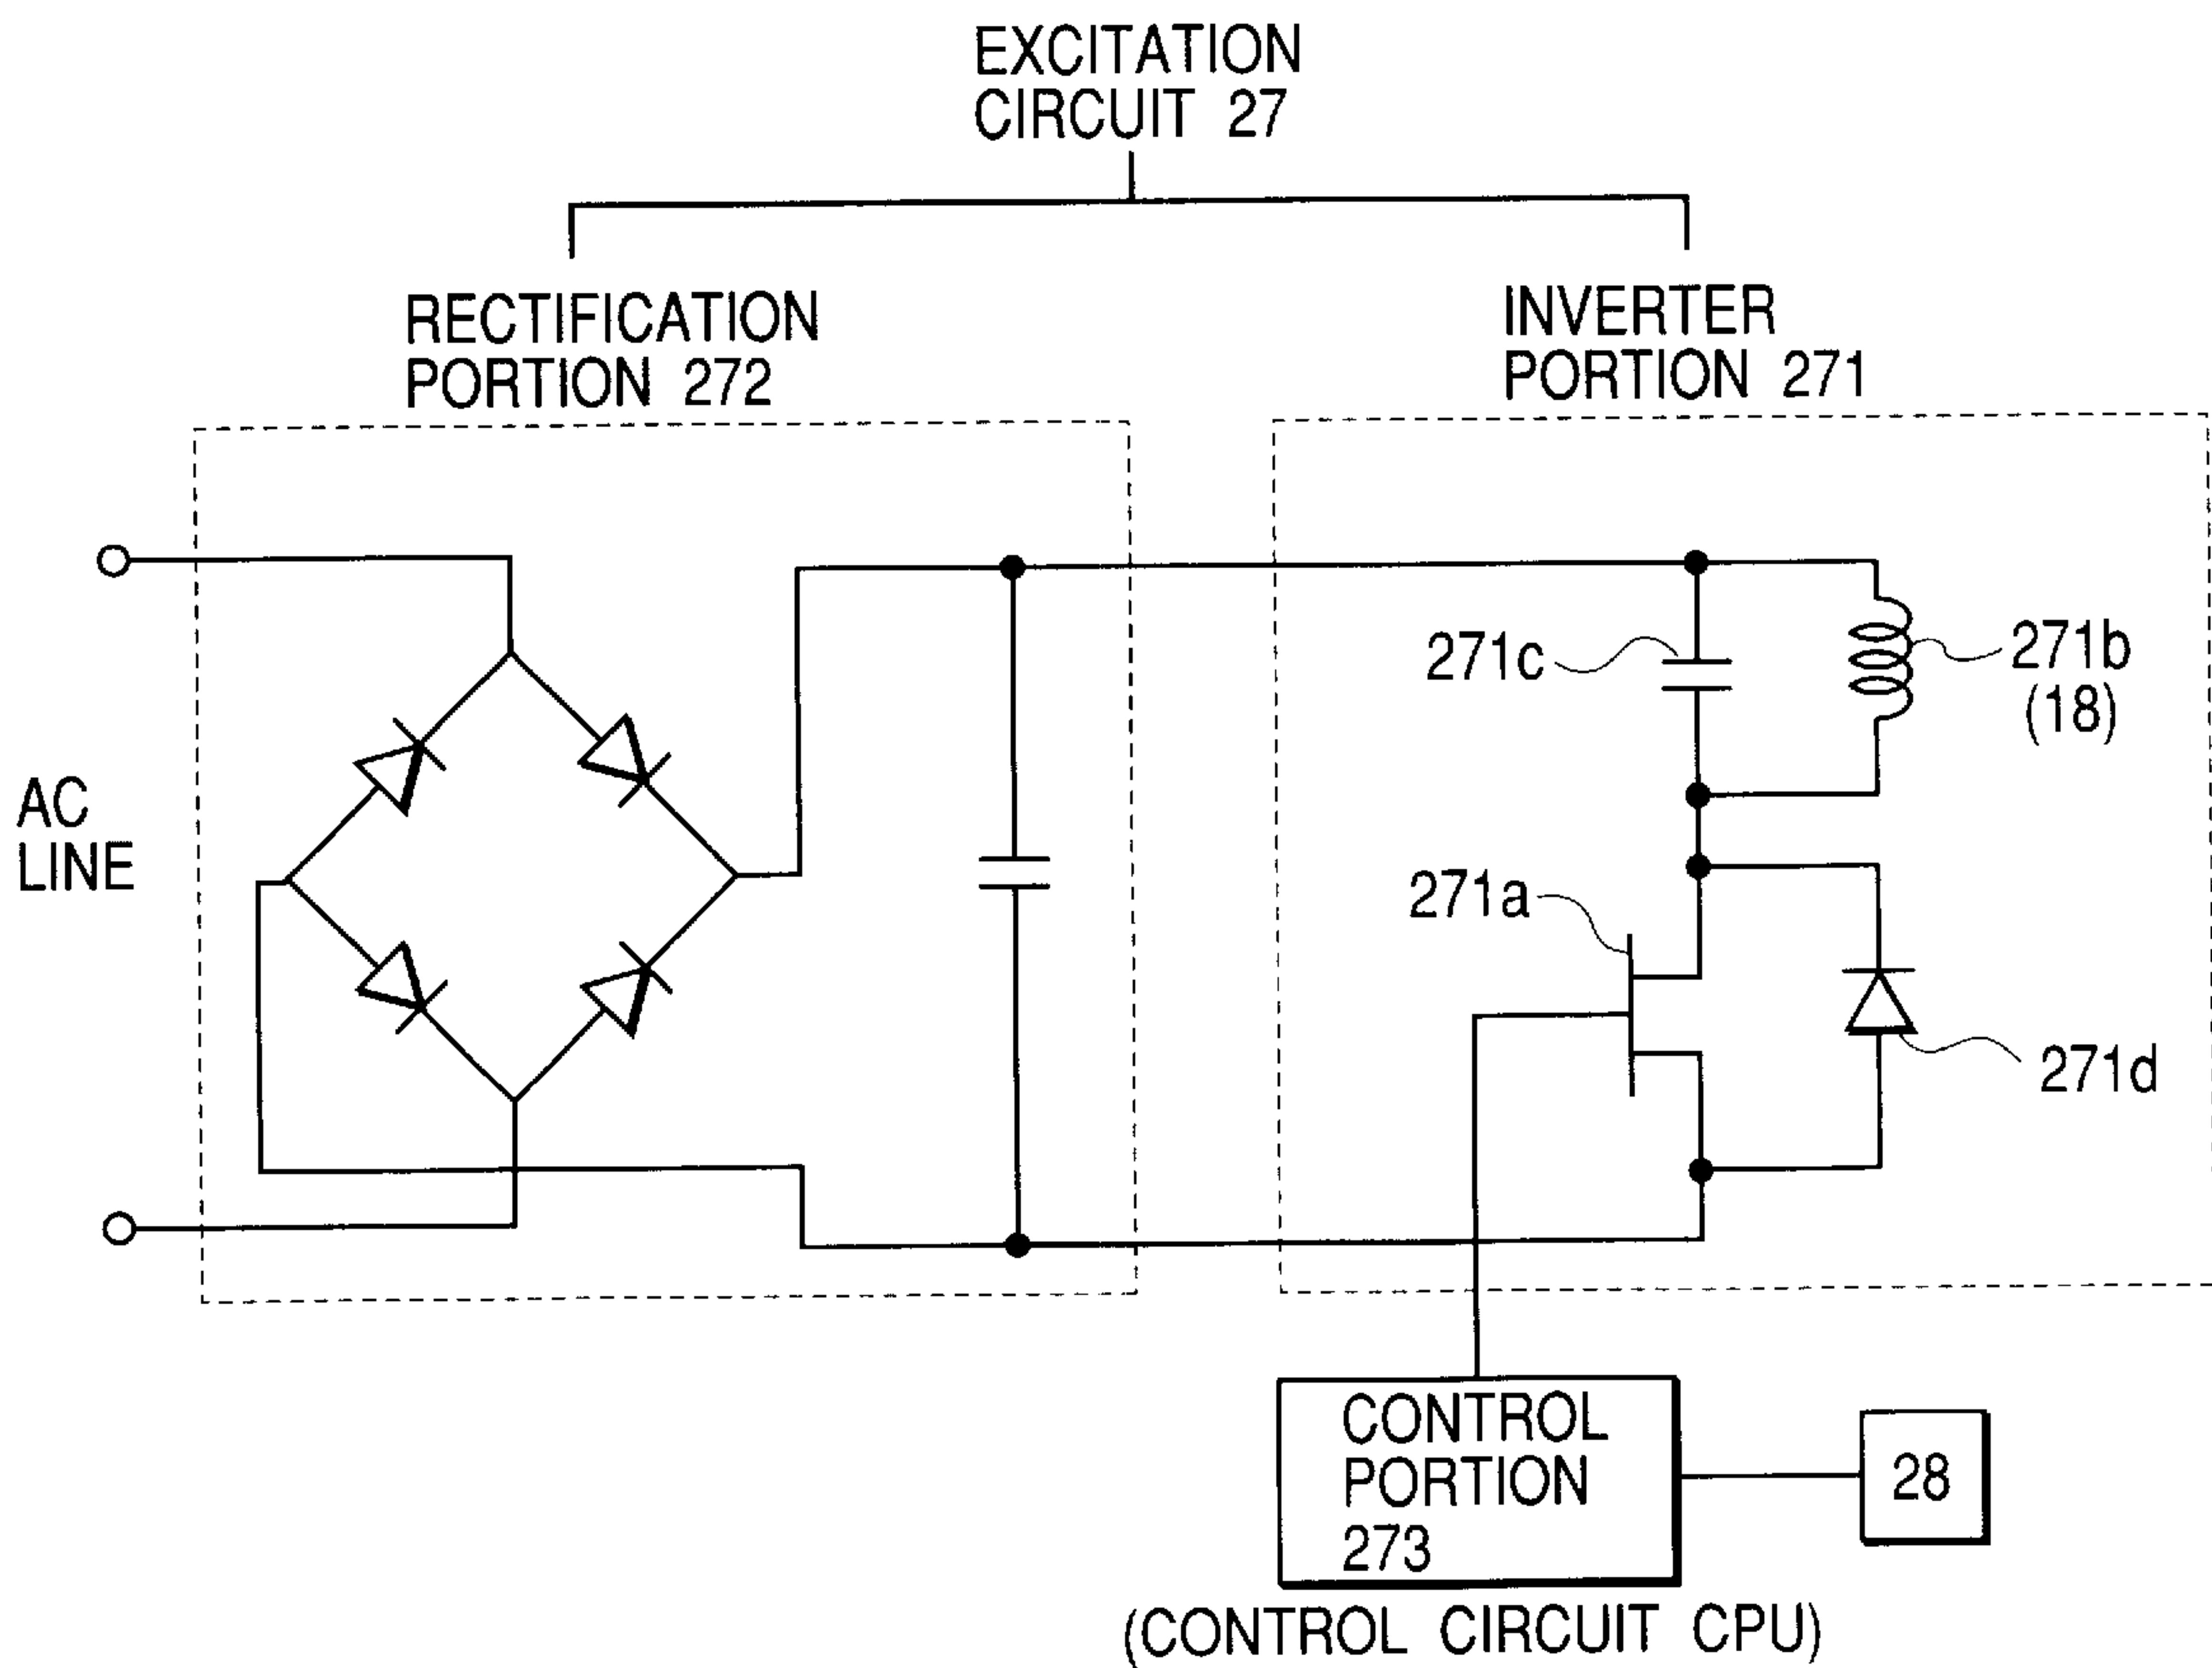 EXCITATION
CIRCUIT 27
RECTIFICATION
PORTION 272
INVERTER
PORTION 271
271c
271b
(18)
AC
LINE
271a
271d
CONTROL
PORTION
273
28
(CONTROL CIRCUIT CPU)